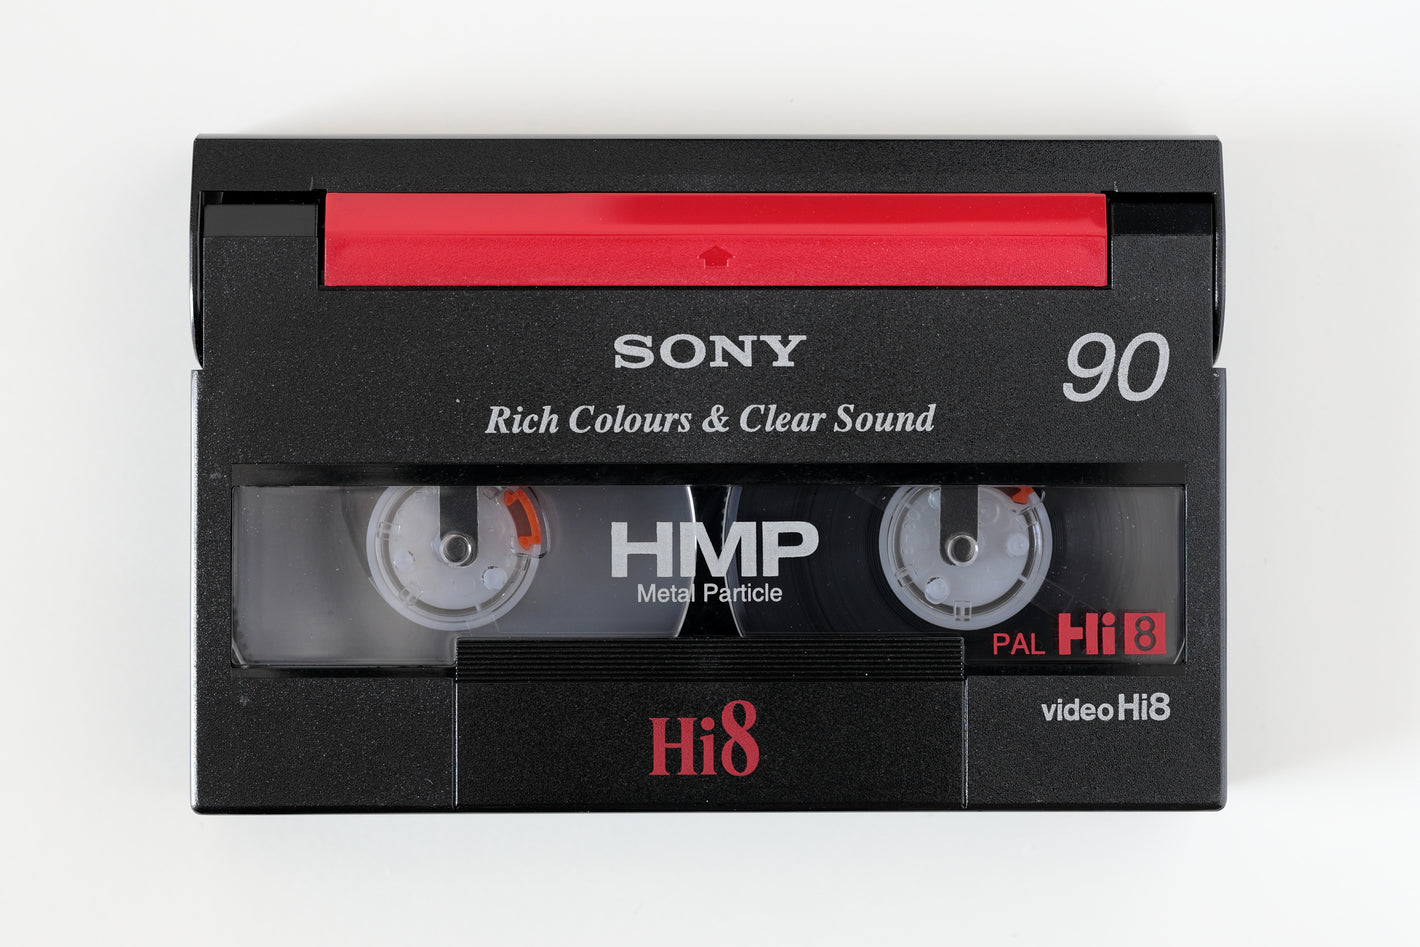 SONY
90
Rich Colours & Clear Sound
HMP
Metal Particle
PAL Hi8
video Hi8
Hi8